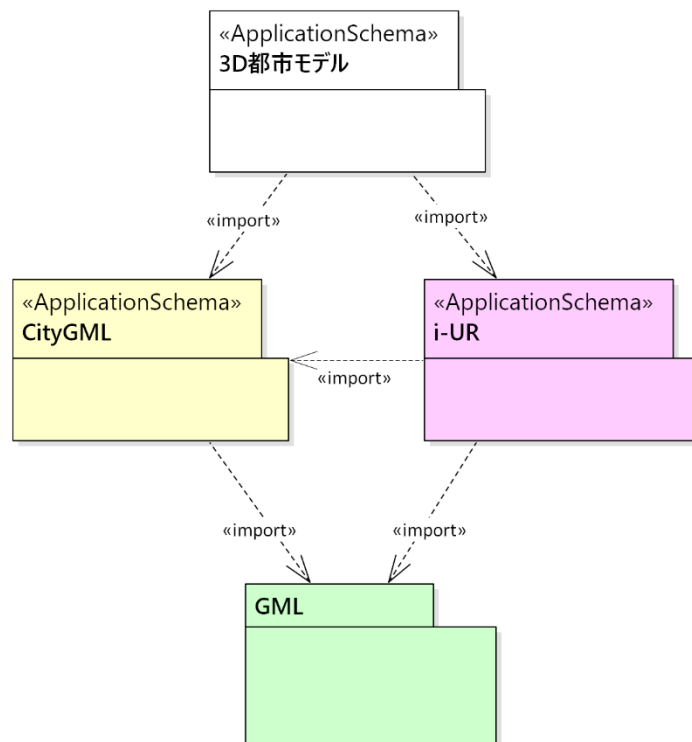 «ApplicationSchema»
3D都市モデル
«import»
«import»
«ApplicationSchema»
CityGML
«ApplicationSchema»
i-UR
«import»
«import»
«import»
GML